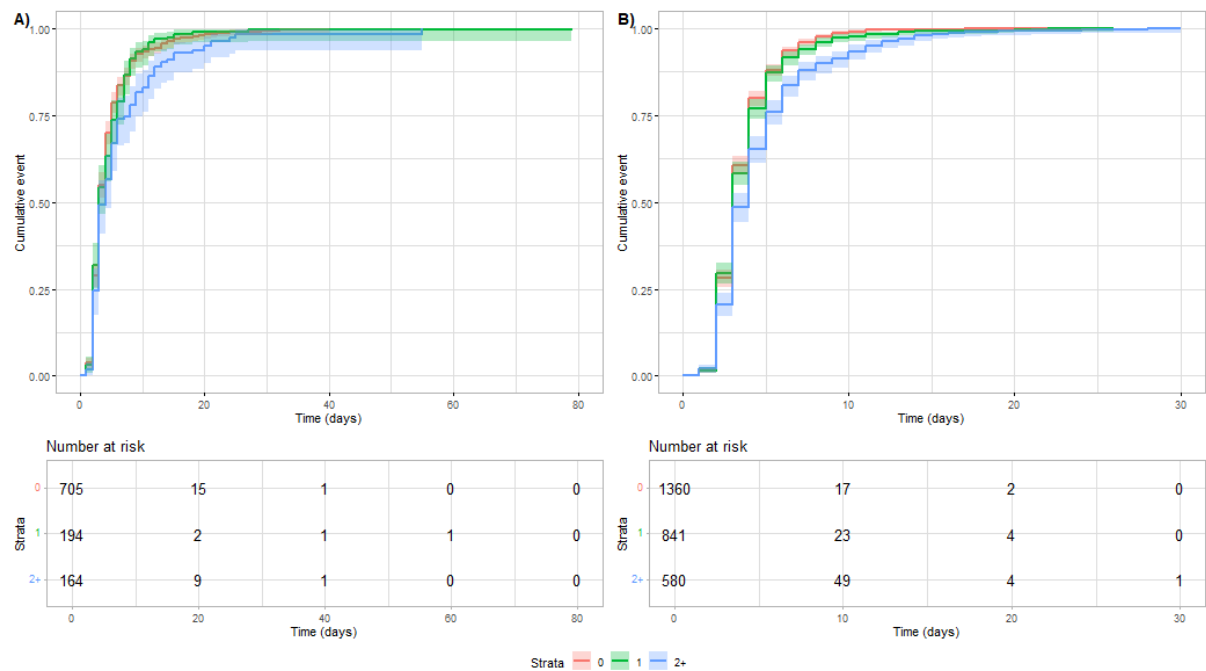 A)
1.00
0.75
0.50
0.25
0.00
Cumulative event
0 20 40 60 80
Time (days)
B)
1.00
0.75
0.50
0.25
0.00
Cumulative event
0 10 20 30
Time (days)
Number at risk
Strata
0 705 15 1 0 0
1 194 2 1 1 0
2+ 164 9 1 0 0
0 20 40 60 80
Time (days)
Number at risk
Strata
0 1360 17 2 0
1 841 23 4 0
2+ 580 49 4 1
0 10 20 30
Time (days)
Strata 0 1 2+